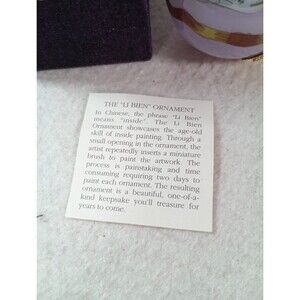 THE "LI BIEN" ORNAMENT
In Chinese, the phrase "Li Bien"
means "inside". The Li Bien
Ornament showcases the age-old
skill of inside painting. Through a
small opening in the ornament, the
artist repeatedly inserts a miniature
brush to paint the artwork. The
process is painstaking and time
consuming requiring two days to
paint each ornament. The resulting
ornament is a beautiful, one-of-a-
kind keepsake you'll treasure for
years to come.